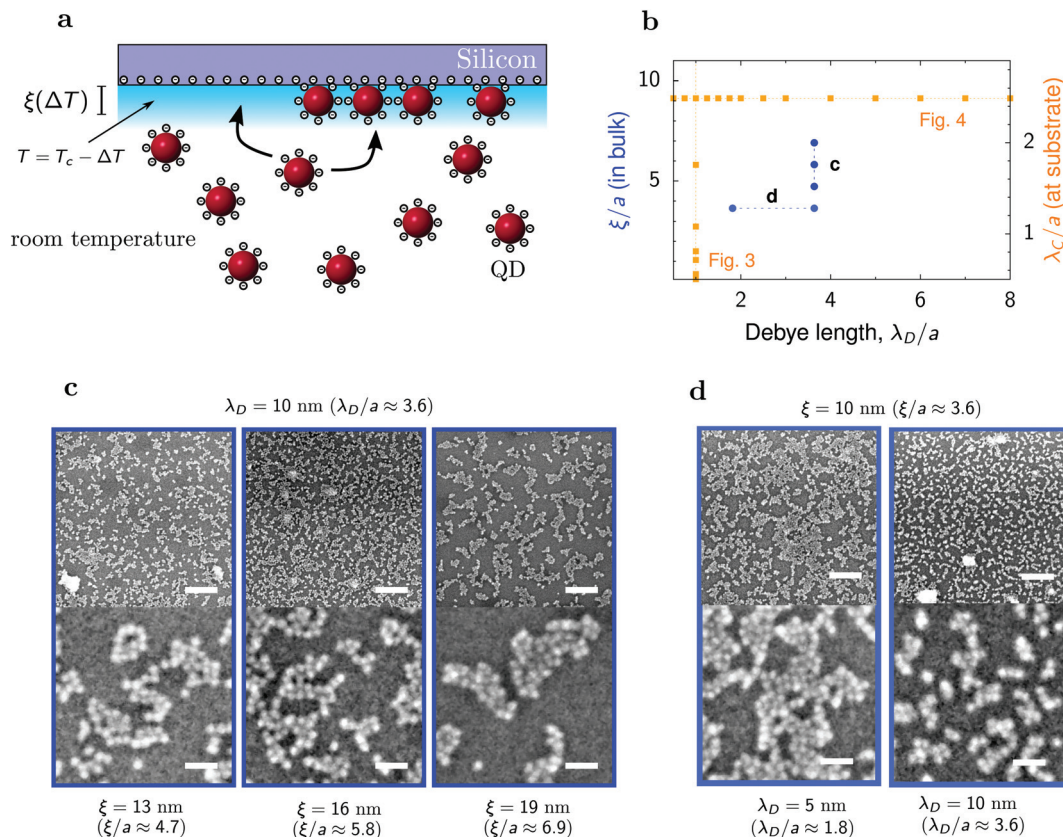 a
Silicon
ξ(ΔT)
T = T_c − ΔT
room temperature
QD
b
10
5
ξ/a (in bulk)
Fig. 4
c
d
Fig. 3
2
1
λ_C/a (at substrate)
2 4 6 8
Debye length, λ_D/a
c
λ_D = 10 nm (λ_D/a ≈ 3.6)
ξ = 13 nm
(ξ/a ≈ 4.7)
ξ = 16 nm
(ξ/a ≈ 5.8)
ξ = 19 nm
(ξ/a ≈ 6.9)
d
ξ = 10 nm (ξ/a ≈ 3.6)
λ_D = 5 nm
(λ_D/a ≈ 1.8)
λ_D = 10 nm
(λ_D/a ≈ 3.6)